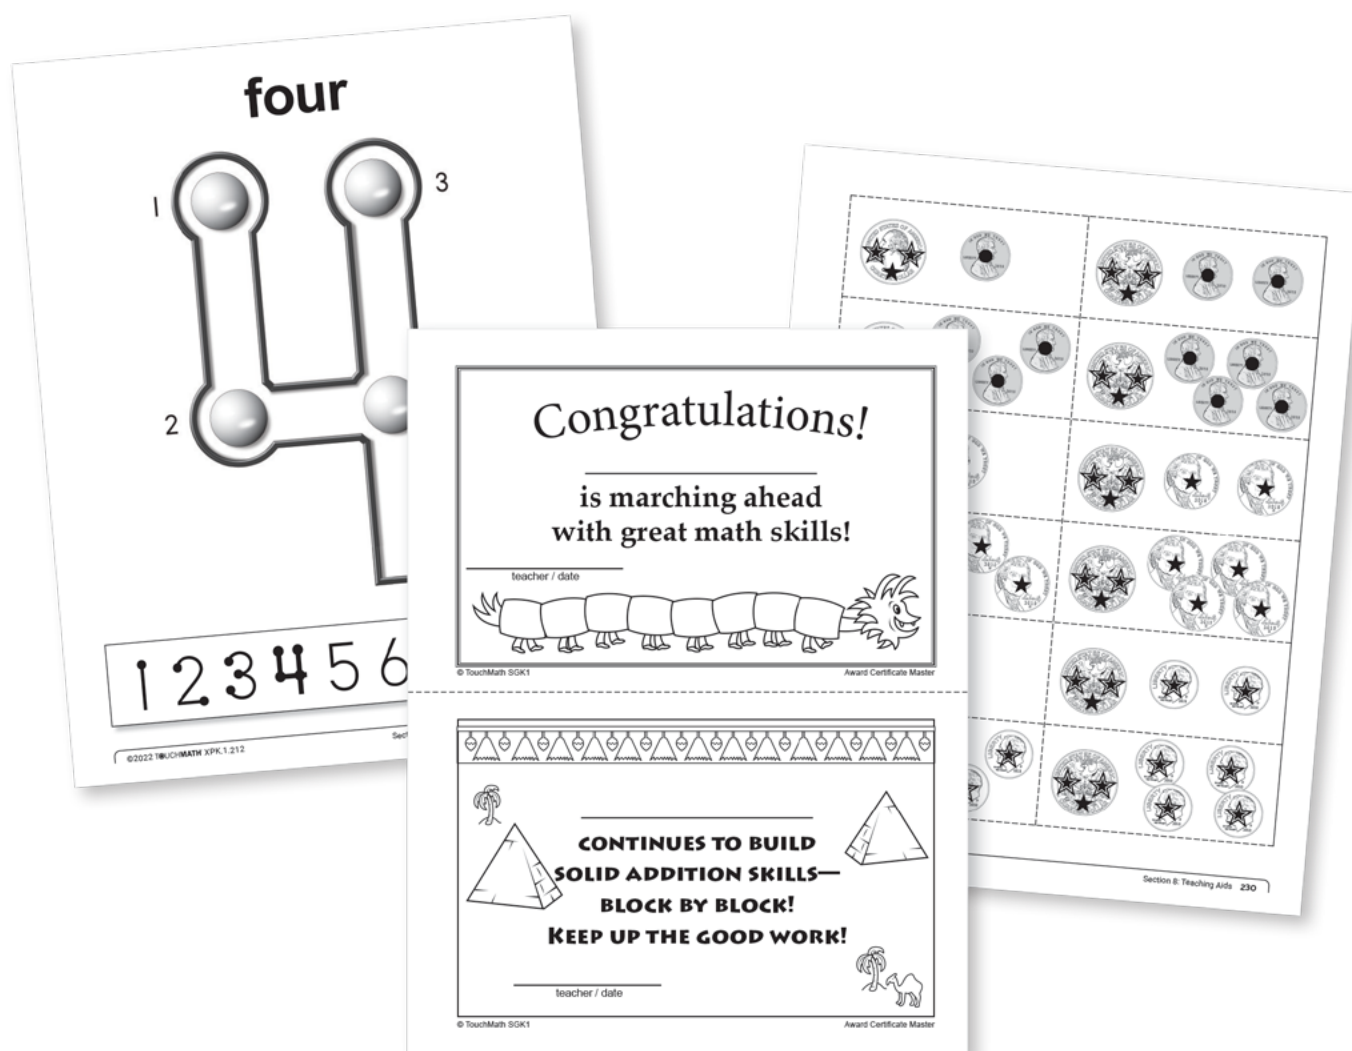 four
1
3
2
1 2 3 4 5 6
©2022 TOUCHMATH XPK.1.212
Congratulations!
is marching ahead
with great math skills!
teacher / date
© TouchMath SGK1
Award Certificate Master
CONTINUES TO BUILD
SOLID ADDITION SKILLS—
BLOCK BY BLOCK!
KEEP UP THE GOOD WORK!
teacher / date
© TouchMath SGK1
Award Certificate Master
Section 8: Teaching Aids 230